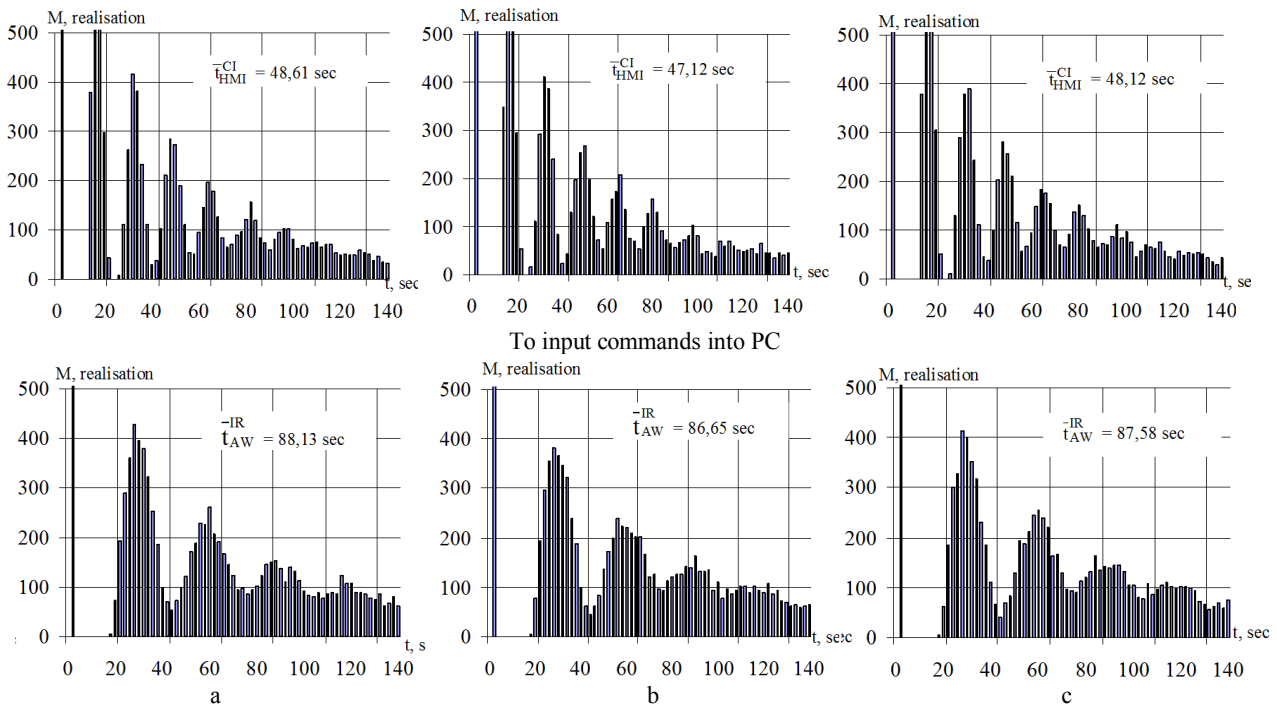 M, realisation
500
400
300
200
100
0
t̄ CI HMI = 48,61 sec
t, sec
0 20 40 60 80 100 120 140
M, realisation
500
400
300
200
100
0
t̄ CI HMI = 47,12 sec
t, sec
0 20 40 60 80 100 120 140
M, realisation
500
400
300
200
100
0
t̄ CI HMI = 48,12 sec
t, se
0 20 40 60 80 100 120 140
To input commands into PC
M, realisation
500
400
300
200
100
0
t̄ IR AW = 88,13 sec
t, s
0 20 40 60 80 100 120 140
a
M, realisation
500
400
300
200
100
0
t̄ IR AW = 86,65 sec
t, sec
0 20 40 60 80 100 120 140
b
M, realisation
500
400
300
200
100
0
t̄ IR AW = 87,58 sec
t, sec
0 20 40 60 80 100 120 140
c